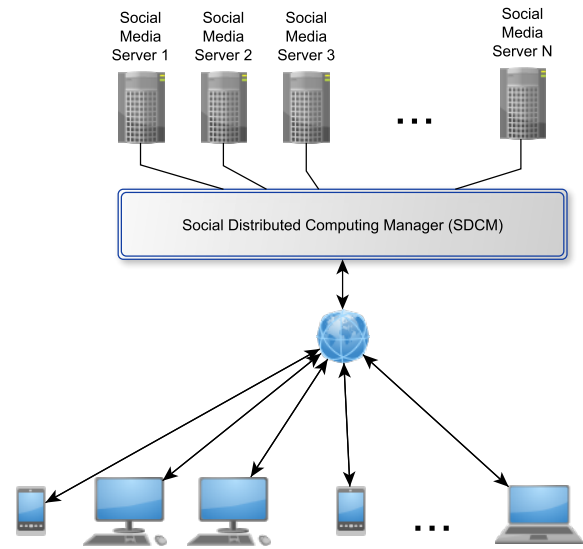 Social
Media
Server 1
Social
Media
Server 2
Social
Media
Server 3
...
Social
Media
Server N
Social Distributed Computing Manager (SDCM)
...